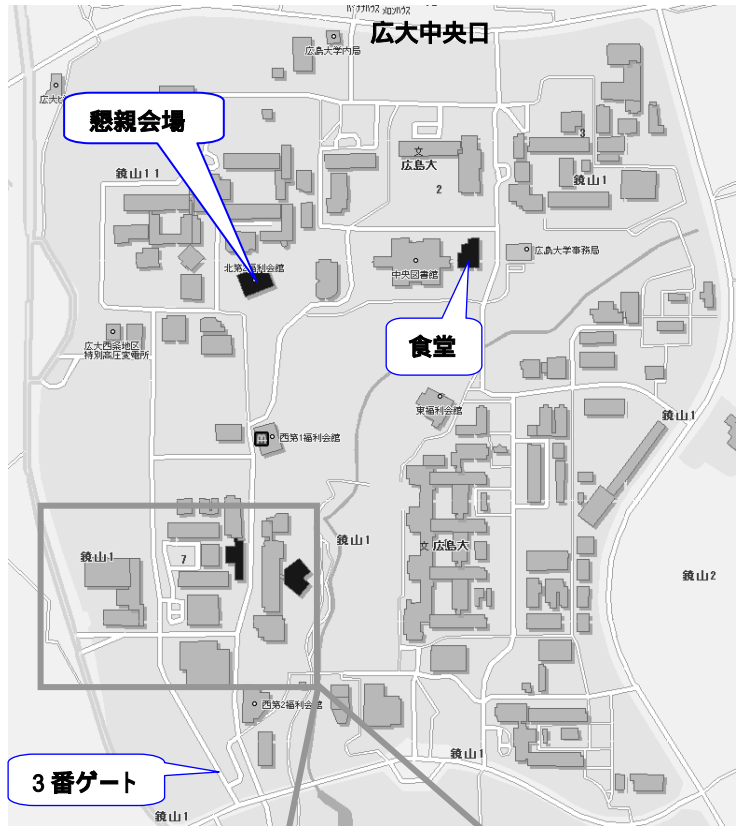 広大中央口
広島大学内局
懇親会場
鏡山11
文
広島大
2
3
鏡山1
北第2福利会館
中央図書館
広島大学事務局
食堂
広大西条地区
特別高圧変電所
東福利会館
鏡山1
西第1福利会館
鏡山1
7
鏡山1
文 広島大
鏡山2
西第2福利会館
3番ゲート
鏡山1
鏡山1